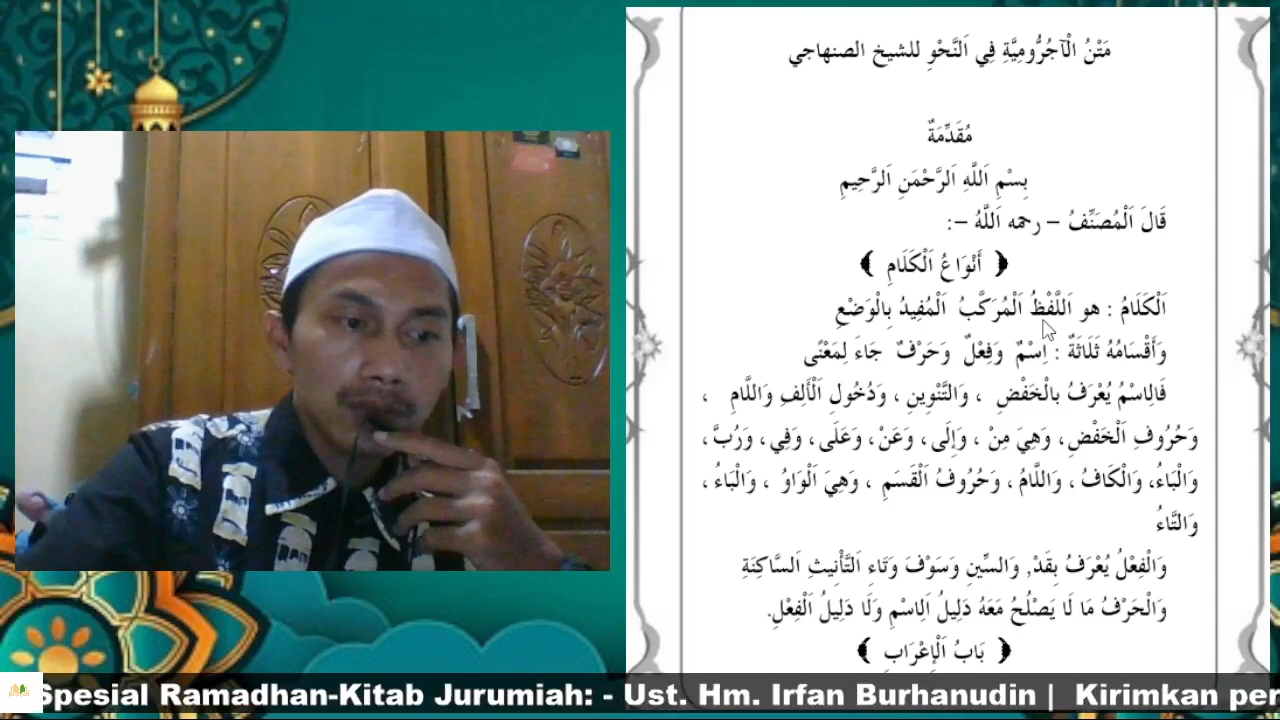 مَتْنُ الْآجُرُّومِيَّةِ فِي اَلنَّحْوِ للشيخ الصنهاجي
مُقَدِّمَةٌ
بِسْمِ اَللَّهِ اَلرَّحْمَنِ اَلرَّحِيمِ
قَالَ اَلْمُصَنِّفُ – رحمه اَللَّهُ –:
﴿ أَنْوَاعُ اَلْكَلَامِ ﴾
اَلْكَلَامُ : هو اَللَّفْظُ اَلْمُرَكَّبُ اَلْمُفِيدُ بِالْوَضْعِ
وَأَقْسَامُهُ ثَلَاثَةٌ : اِسْمٌ وَفِعْلٌ وَحَرْفٌ جَاءَ لِمَعْنًى
فَالِاسْمُ يُعْرَفُ بالْخَفْضِ ، وَالتَّنْوِينِ ، وَدُخُولِ اَلْأَلِفِ وَاللَّامِ ،
وَحُرُوفِ اَلْخَفْضِ، وَهِيَ مِنْ ، وَإِلَى ، وَعَنْ، وَعَلَى ، وَفِي ، وَرُبَّ ،
وَالْبَاءُ، وَالْكَافُ ، وَاللَّامُ ، وَحُرُوفُ اَلْقَسَمِ ، وَهِيَ اَلْوَاوُ ، وَالْبَاءُ ،
وَالتَّاءُ
وَالْفِعْلُ يُعْرَفُ بِقَدْ, وَالسِّينِ وَسَوْفَ وَتَاءِ اَلتَّأْنِيثِ اَلسَّاكِنَةِ
وَالْحَرْفُ مَا لَا يَصْلُحُ مَعَهُ دَلِيلُ اَلِاسْمِ وَلَا دَلِيلُ اَلْفِعْلِ.
﴿ بَابُ اَلْإِعْرَابِ ﴾
Spesial Ramadhan-Kitab Jurumiah: - Ust. Hm. Irfan Burhanudin | Kirimkan per